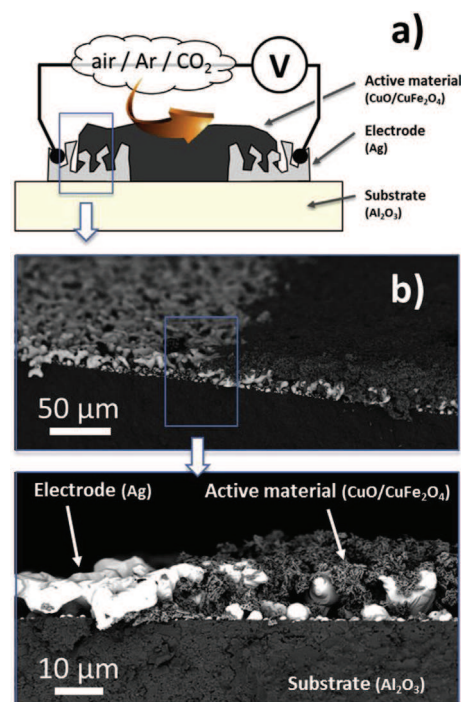 a)
air / Ar / CO₂
V
Active material
(CuO/CuFe₂O₄)
Electrode
(Ag)
Substrate
(Al₂O₃)
b)
50 μm
Electrode (Ag)
Active material (CuO/CuFe₂O₄)
10 μm
Substrate (Al₂O₃)